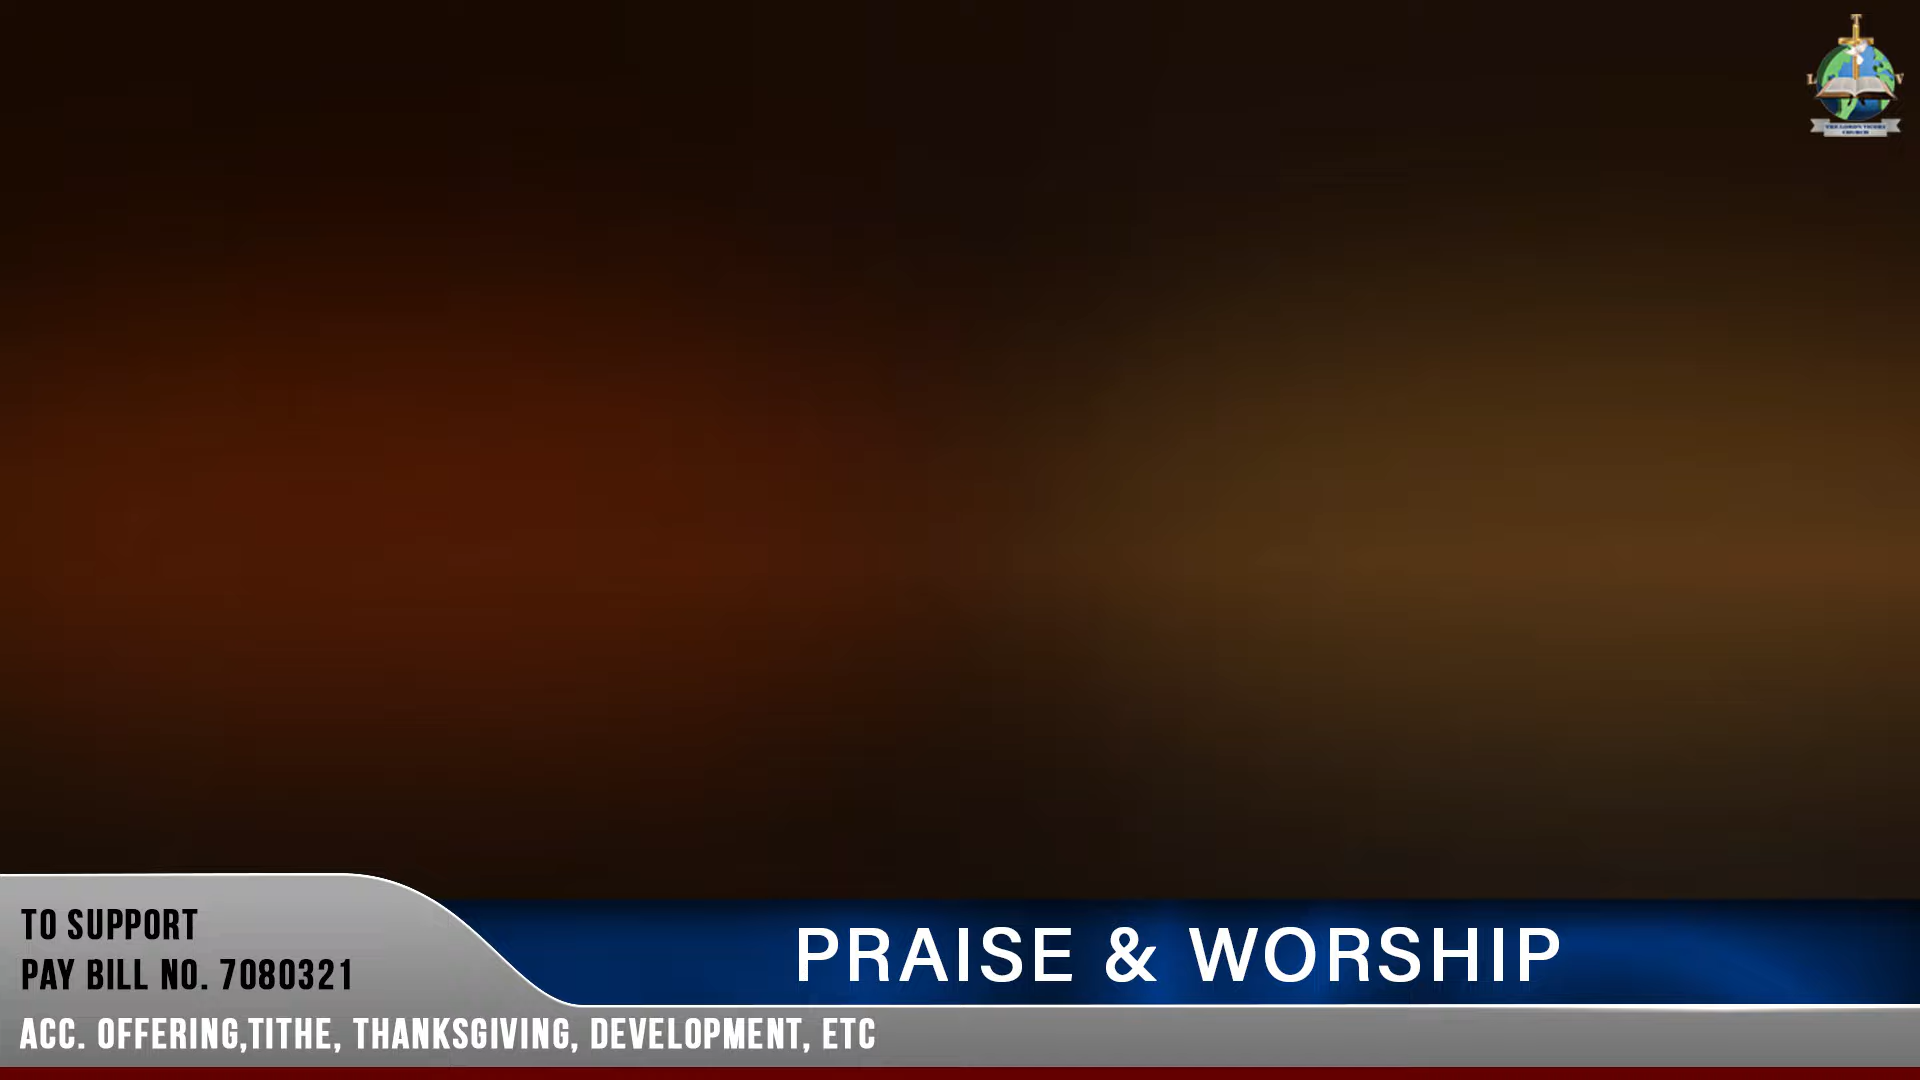 T
L V
TO SUPPORT
PAY BILL NO. 7080321
PRAISE & WORSHIP
ACC. OFFERING,TITHE, THANKSGIVING, DEVELOPMENT, ETC